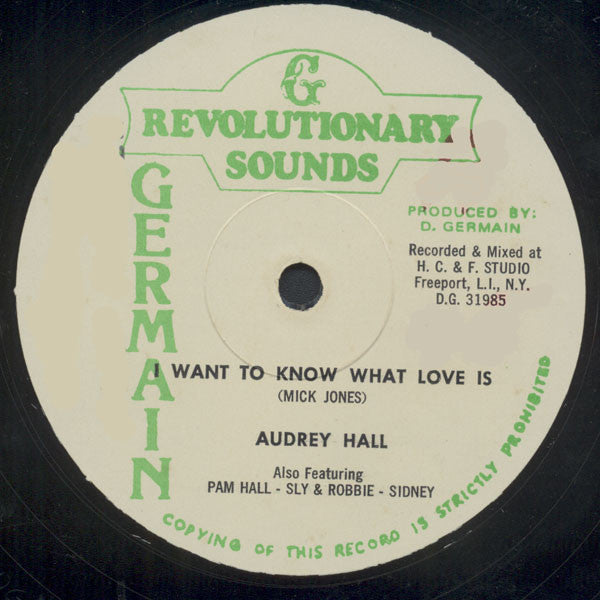 G
REVOLUTIONARY
SOUNDS
GERMAIN
PRODUCED BY:
D. GERMAIN
Recorded & Mixed at
H. C. & F. STUDIO
Freeport, L.I., N.Y.
D.G. 31985
I WANT TO KNOW WHAT LOVE IS
(MICK JONES)
AUDREY HALL
Also Featuring
PAM HALL - SLY & ROBBIE - SIDNEY
COPYING OF THIS RECORD IS STRICTLY PROHIBITED